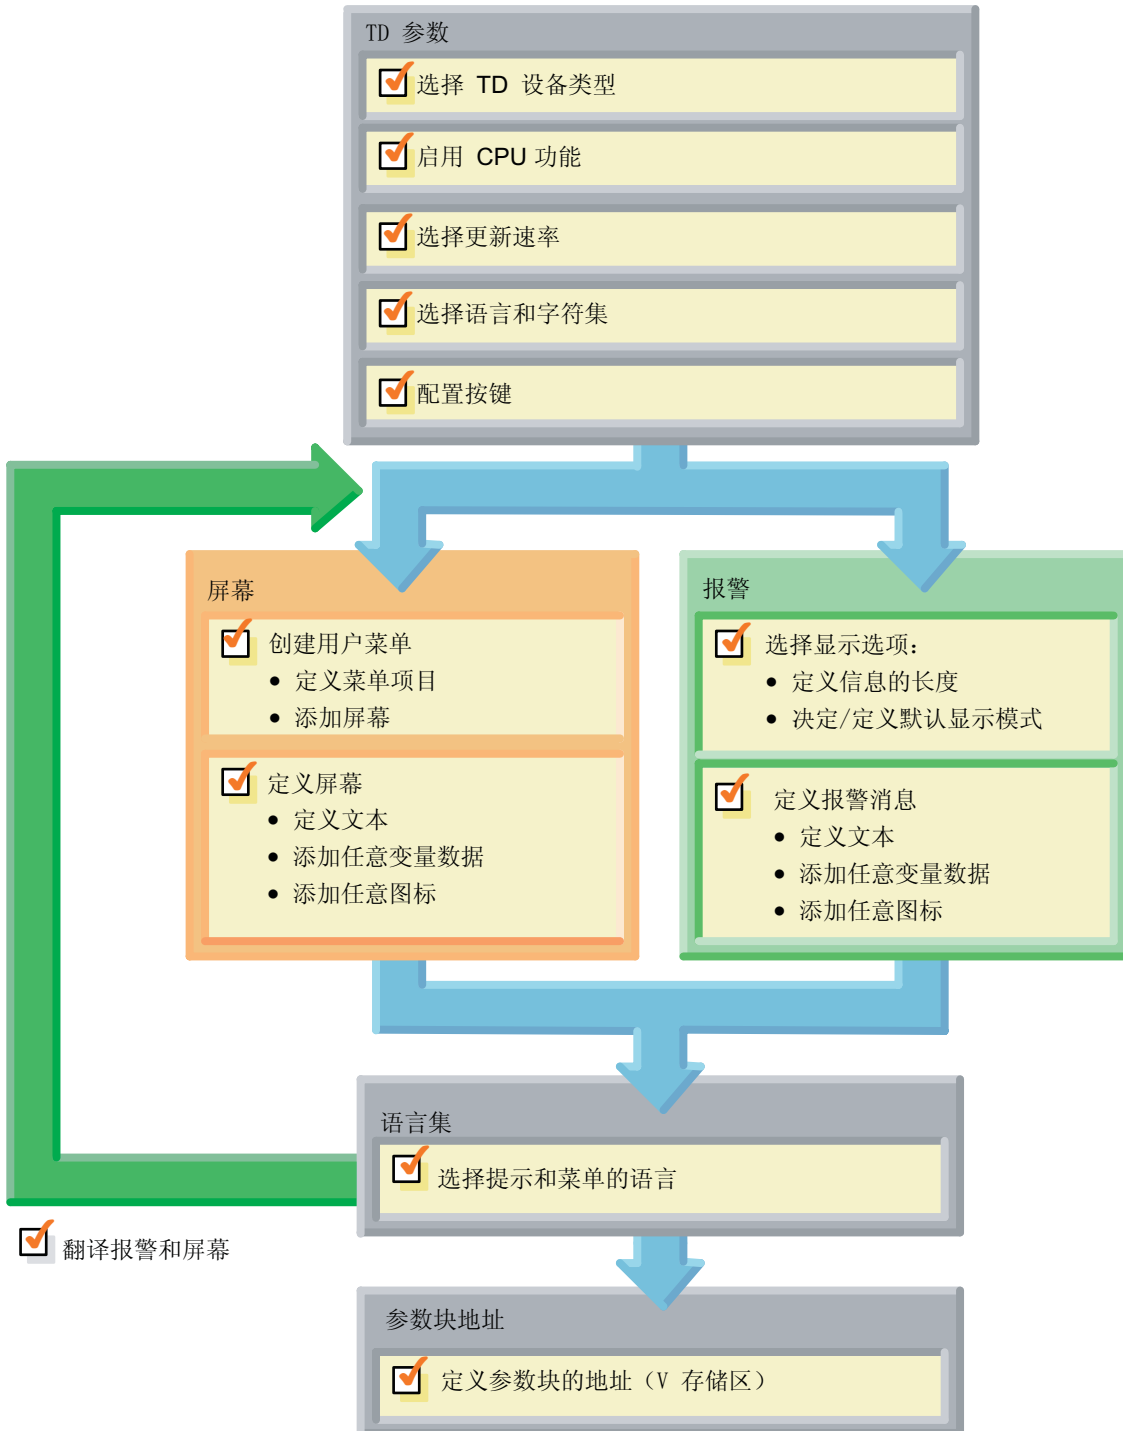 TD 参数
选择 TD 设备类型
启用 CPU 功能
选择更新速率
选择语言和字符集
配置按键
屏幕
创建用户菜单
• 定义菜单项目
• 添加屏幕
定义屏幕
• 定义文本
• 添加任意变量数据
• 添加任意图标
报警
选择显示选项：
• 定义信息的长度
• 决定/定义默认显示模式
定义报警消息
• 定义文本
• 添加任意变量数据
• 添加任意图标
语言集
选择提示和菜单的语言
翻译报警和屏幕
参数块地址
定义参数块的地址（V 存储区）